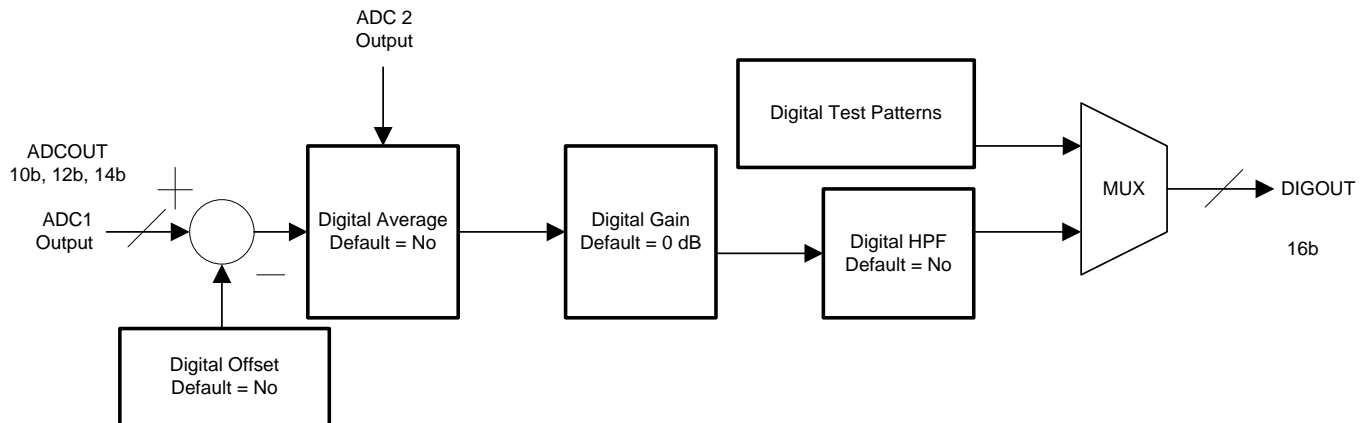 ADC 2
Output
ADCOUT
10b, 12b, 14b
+
ADC1
Output
−
Digital Offset
Default = No
Digital Average
Default = No
Digital Gain
Default = 0 dB
Digital Test Patterns
Digital HPF
Default = No
MUX
DIGOUT
16b